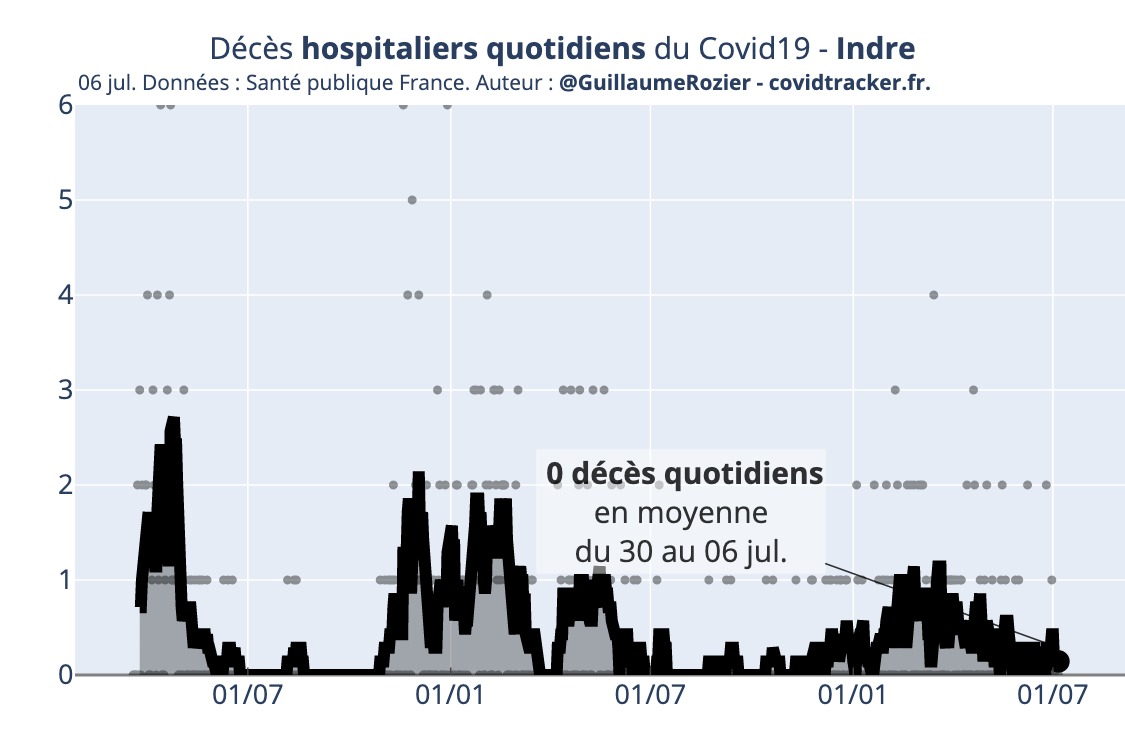 Décès hospitaliers quotidiens du Covid19 - Indre
06 jul. Données : Santé publique France. Auteur : @GuillaumeRozier - covidtracker.fr.
6
5
4
3
2
1
0
0 décès quotidiens
en moyenne
du 30 au 06 jul.
01/07 01/01 01/07 01/01 01/07